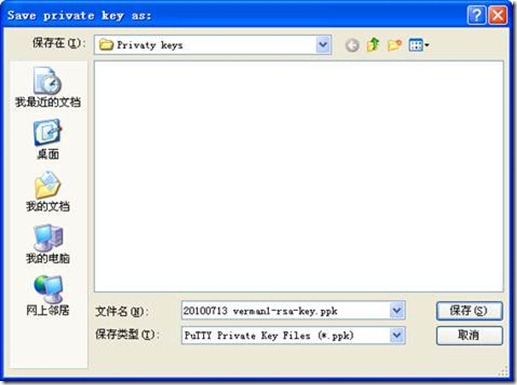 Save private key as:
保存在(I):
Privaty keys
我最近的文档
桌面
我的文档
我的电脑
网上邻居
文件名(N):
20100713 verman1-rsa-key.ppk
保存(S)
保存类型(T):
PuTTY Private Key Files (*.ppk)
取消